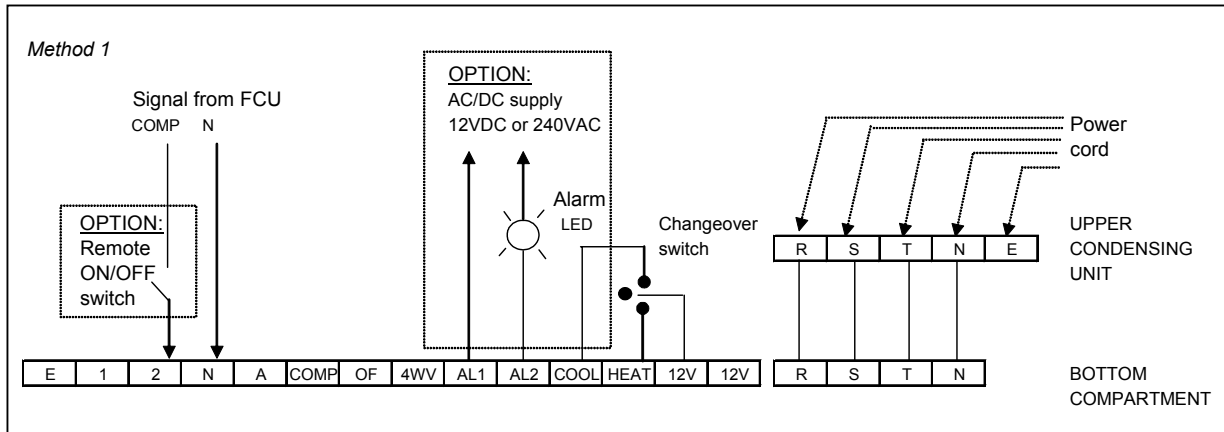 Method 1
Signal from FCU
COMP N
OPTION:
Remote
ON/OFF
switch
OPTION:
AC/DC supply
12VDC or 240VAC
Alarm
LED
Changeover
switch
Power
cord
R S T N E
UPPER
CONDENSING
UNIT
E 1 2 N A COMP OF 4WV AL1 AL2 COOL HEAT 12V 12V
R S T N
BOTTOM
COMPARTMENT